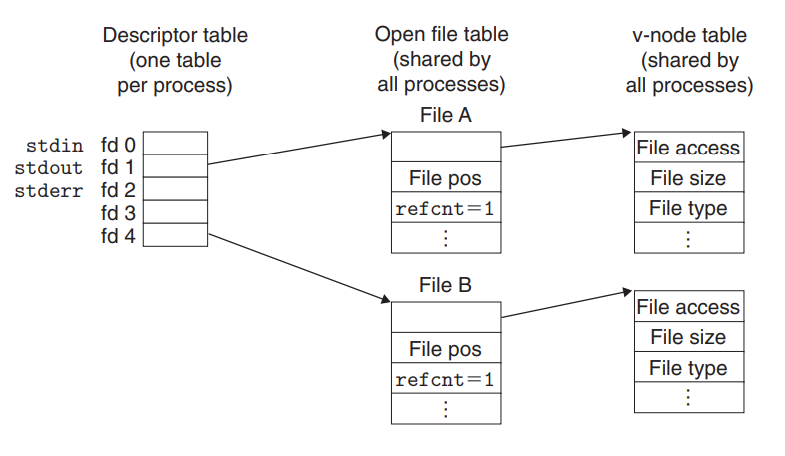 Descriptor table
(one table
per process)
Open file table
(shared by
all processes)
v-node table
(shared by
all processes)
stdin fd 0
stdout fd 1
stderr fd 2
fd 3
fd 4
File A
File pos
refcnt=1
⋮
File access
File size
File type
⋮
File B
File pos
refcnt=1
⋮
File access
File size
File type
⋮